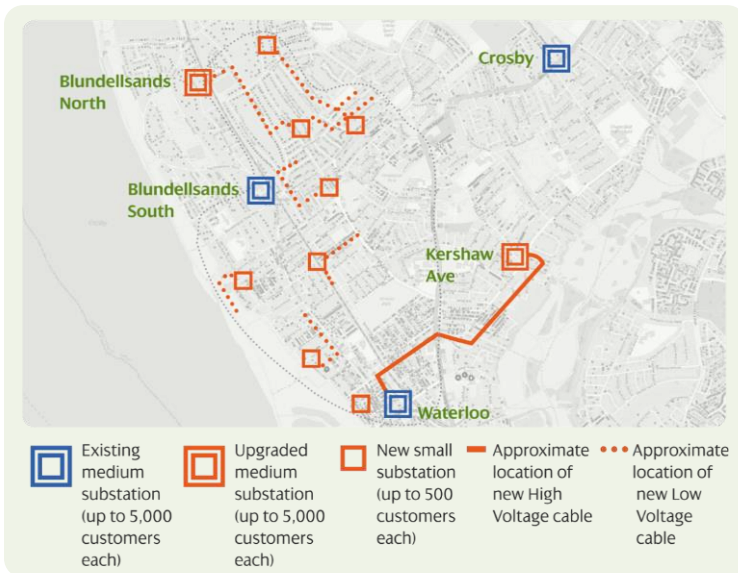 Crosby
Blundellsands
North
Blundellsands
South
Kershaw
Ave
Waterloo
Existing
medium
substation
(up to 5,000
customers
each)
Upgraded
medium
substation
(up to 5,000
customers
each)
New small
substation
(up to 500
customers
each)
Approximate
location of
new High
Voltage cable
Approximate
location of
new Low
Voltage
cable